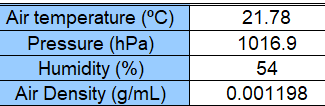 Air temperature (ºC) 21.78
Pressure (hPa) 1016.9
Humidity (%) 54
Air Density (g/mL) 0.001198